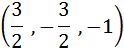 (3/2 , -3/2 , -1)